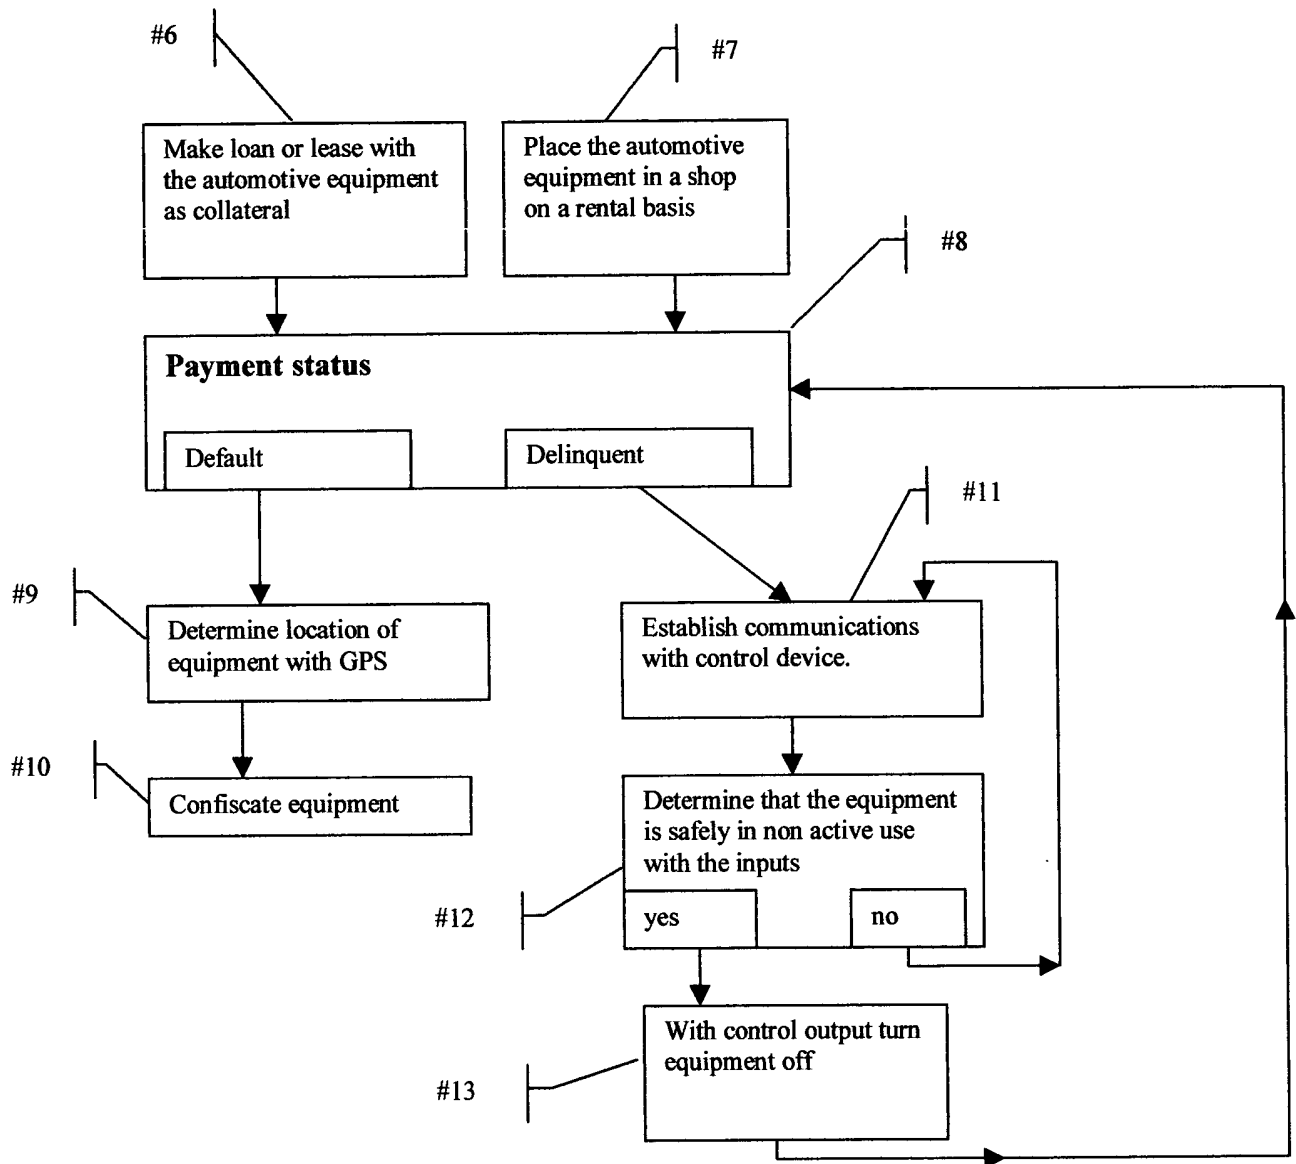 #6
#7
Make loan or lease with
the automotive equipment
as collateral
Place the automotive
equipment in a shop
on a rental basis
#8
Payment status
Default
Delinquent
#11
#9
Determine location of
equipment with GPS
Establish communications
with control device.
#10
Confiscate equipment
Determine that the equipment
is safely in non active use
with the inputs
#12
yes
no
With control output turn
equipment off
#13